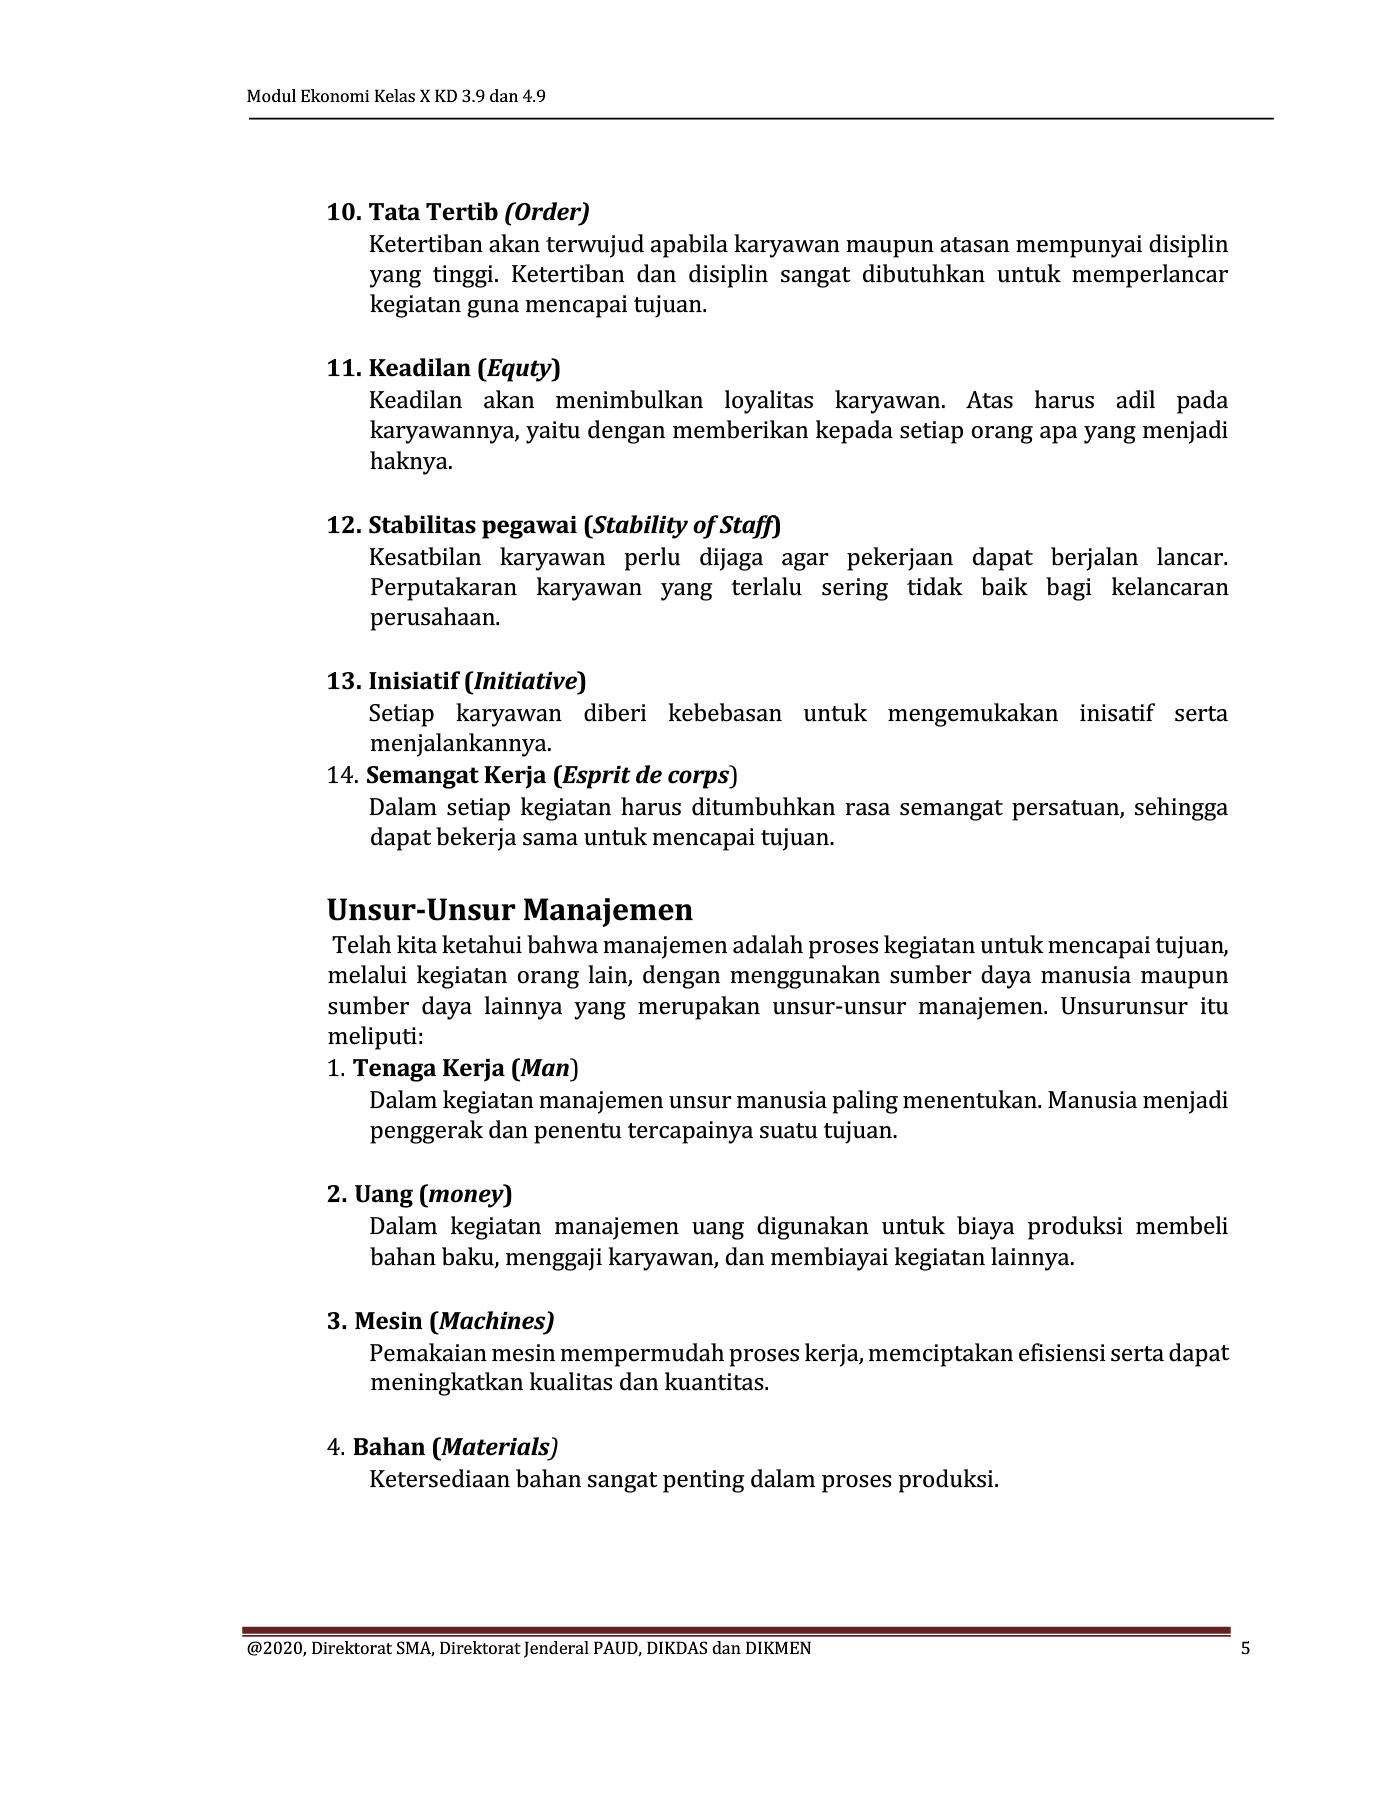 Modul Ekonomi Kelas X KD 3.9 dan 4.9
10. Tata Tertib (Order)
Ketertiban akan terwujud apabila karyawan maupun atasan mempunyai disiplin
yang tinggi. Ketertiban dan disiplin sangat dibutuhkan untuk memperlancar
kegiatan guna mencapai tujuan.
11. Keadilan (Equty)
Keadilan akan menimbulkan loyalitas karyawan. Atas harus adil pada
karyawannya, yaitu dengan memberikan kepada setiap orang apa yang menjadi
haknya.
12. Stabilitas pegawai (Stability of Staff)
Kesatbilan karyawan perlu dijaga agar pekerjaan dapat berjalan lancar.
Perputakaran karyawan yang terlalu sering tidak baik bagi kelancaran
perusahaan.
13. Inisiatif (Initiative)
Setiap karyawan diberi kebebasan untuk mengemukakan inisatif serta
menjalankannya.
14. Semangat Kerja (Esprit de corps)
Dalam setiap kegiatan harus ditumbuhkan rasa semangat persatuan, sehingga
dapat bekerja sama untuk mencapai tujuan.
Unsur-Unsur Manajemen
Telah kita ketahui bahwa manajemen adalah proses kegiatan untuk mencapai tujuan,
melalui kegiatan orang lain, dengan menggunakan sumber daya manusia maupun
sumber daya lainnya yang merupakan unsur-unsur manajemen. Unsurunsur itu
meliputi:
1. Tenaga Kerja (Man)
Dalam kegiatan manajemen unsur manusia paling menentukan. Manusia menjadi
penggerak dan penentu tercapainya suatu tujuan.
2. Uang (money)
Dalam kegiatan manajemen uang digunakan untuk biaya produksi membeli
bahan baku, menggaji karyawan, dan membiayai kegiatan lainnya.
3. Mesin (Machines)
Pemakaian mesin mempermudah proses kerja, memciptakan efisiensi serta dapat
meningkatkan kualitas dan kuantitas.
4. Bahan (Materials)
Ketersediaan bahan sangat penting dalam proses produksi.
@2020, Direktorat SMA, Direktorat Jenderal PAUD, DIKDAS dan DIKMEN 5